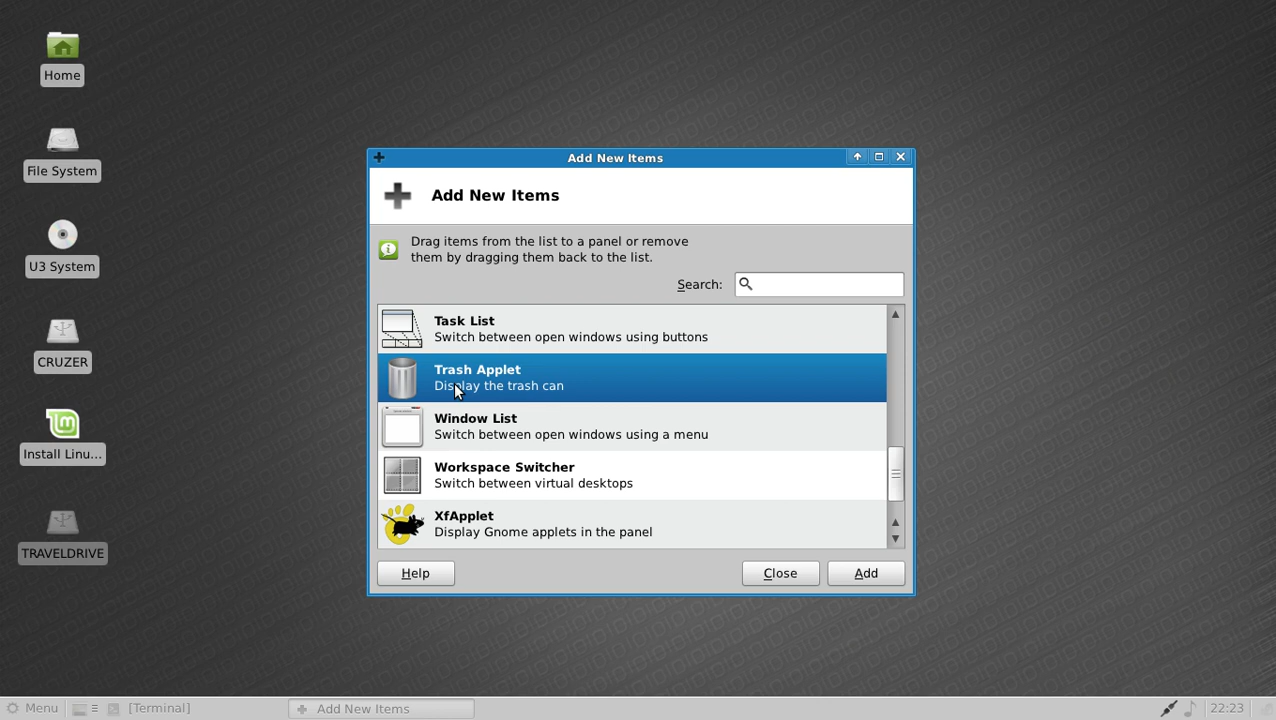 Home
File System
U3 System
CRUZER
Install Linu...
TRAVELDRIVE
Add New Items
Add New Items
Drag items from the list to a panel or remove
them by dragging them back to the list.
Search:
Task List
Switch between open windows using buttons
Trash Applet
Display the trash can
Window List
Switch between open windows using a menu
Workspace Switcher
Switch between virtual desktops
XfApplet
Display Gnome applets in the panel
Help
Close
Add
Menu
[Terminal]
Add New Items
22:23